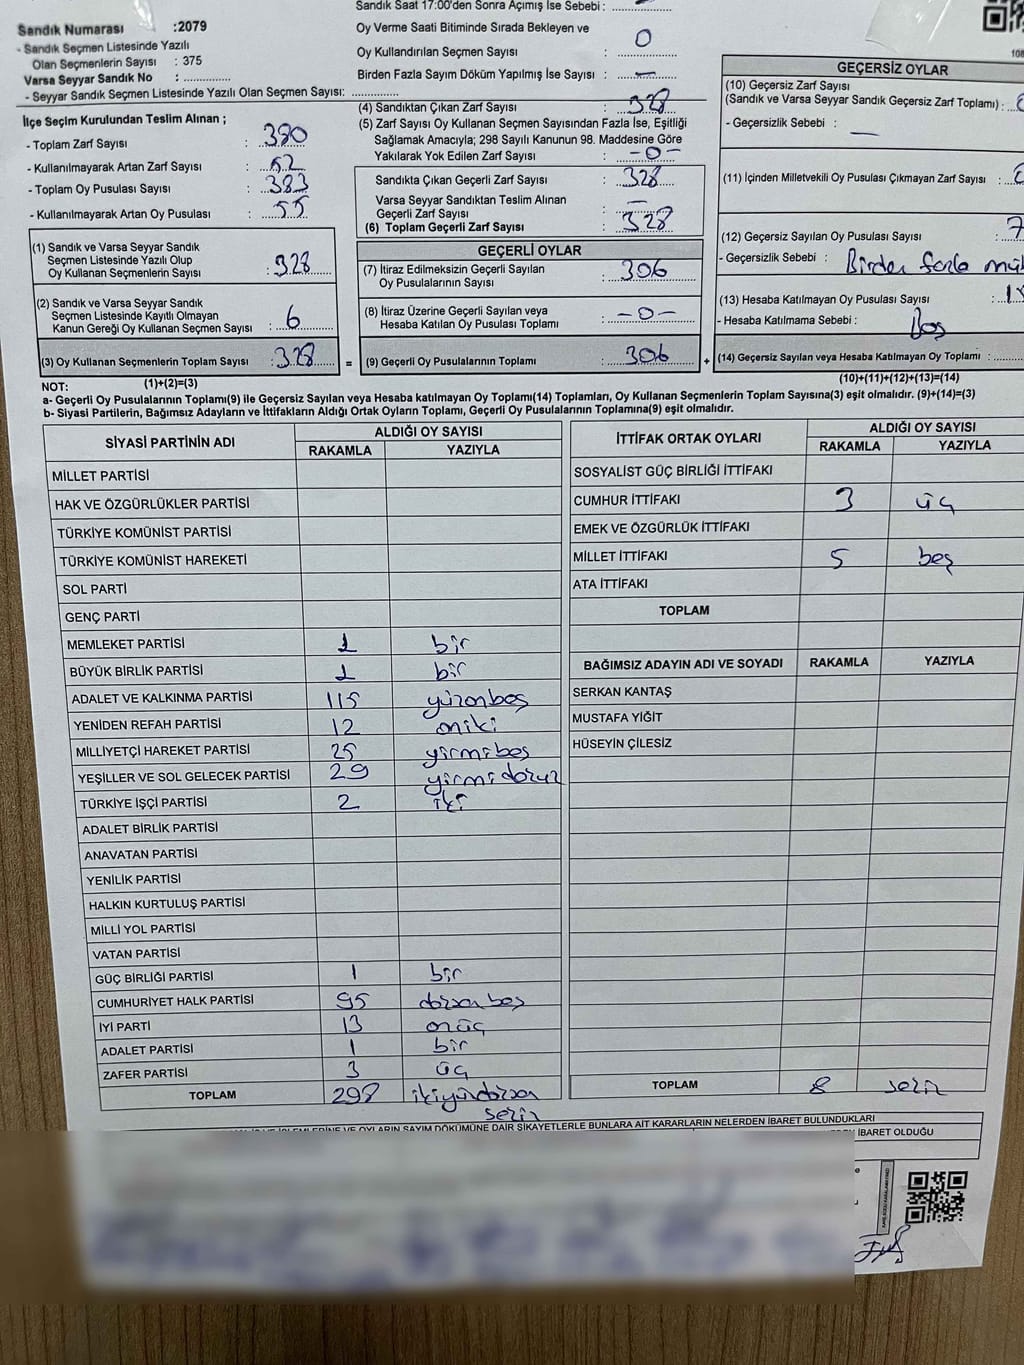 Sandık Saat 17:00'den Sonra Açımış İse Sebebi : ..............
Sandık Numarası :2079
Oy Verme Saati Bitiminde Sırada Bekleyen ve
Oy Kullandırılan Seçmen Sayısı : 0
- Sandık Seçmen Listesinde Yazılı
Olan Seçmenlerin Sayısı : 375
Varsa Seyyar Sandık No : ..............
Birden Fazla Sayım Döküm Yapılmış İse Sayısı : —
- Seyyar Sandık Seçmen Listesinde Yazılı Olan Seçmen Sayısı: ..............
İlçe Seçim Kurulundan Teslim Alınan ;
- Toplam Zarf Sayısı : 380
- Kullanılmayarak Artan Zarf Sayısı : 52
- Toplam Oy Pusulası Sayısı : 383
- Kullanılmayarak Artan Oy Pusulası : 55
(1) Sandık ve Varsa Seyyar Sandık
Seçmen Listesinde Yazılı Olup
Oy Kullanan Seçmenlerin Sayısı : 328
(2) Sandık ve Varsa Seyyar Sandık
Seçmen Listesinde Kayıtlı Olmayan
Kanun Gereği Oy Kullanan Seçmen Sayısı : 6
(3) Oy Kullanan Seçmenlerin Toplam Sayısı : 328 =
(1)+(2)=(3)
(4) Sandıktan Çıkan Zarf Sayısı : 328
(5) Zarf Sayısı Oy Kullanan Seçmen Sayısından Fazla İse, Eşitliği
Sağlamak Amacıyla; 298 Sayılı Kanunun 98. Maddesine Göre
Yakılarak Yok Edilen Zarf Sayısı : -0-
Sandıkta Çıkan Geçerli Zarf Sayısı : 328
Varsa Seyyar Sandıktan Teslim Alınan
Geçerli Zarf Sayısı : —
(6) Toplam Geçerli Zarf Sayısı : 328
GEÇERLİ OYLAR
(7) İtiraz Edilmeksizin Geçerli Sayılan
Oy Pusulalarının Sayısı : 306
(8) İtiraz Üzerine Geçerli Sayılan veya
Hesaba Katılan Oy Pusulası Toplamı : -0-
(9) Geçerli Oy Pusulalarının Toplamı : 306 +
GEÇERSİZ OYLAR
(10) Geçersiz Zarf Sayısı
(Sandık ve Varsa Seyyar Sandık Geçersiz Zarf Toplamı) :
- Geçersizlik Sebebi : —
(11) İçinden Milletvekili Oy Pusulası Çıkmayan Zarf Sayısı :
(12) Geçersiz Sayılan Oy Pusulası Sayısı : 7
- Geçersizlik Sebebi : Birden fazla
(13) Hesaba Katılmayan Oy Pusulası Sayısı :
- Hesaba Katılmama Sebebi : Boş
(14) Geçersiz Sayılan veya Hesaba Katılmayan Oy Toplamı : ......
(10)+(11)+(12)+(13)=(14)
NOT:
a- Geçerli Oy Pusulalarının Toplamı(9) ile Geçersiz Sayılan veya Hesaba katılmayan Oy Toplamı(14) Toplamları, Oy Kullanan Seçmenlerin Toplam Sayısına(3) eşit olmalıdır. (9)+(14)=(3)
b- Siyasi Partilerin, Bağımsız Adayların ve İttifakların Aldığı Ortak Oyların Toplamı, Geçerli Oy Pusulalarının Toplamına(9) eşit olmalıdır.
SİYASİ PARTİNİN ADI
ALDIĞI OY SAYISI
RAKAMLA YAZIYLA
MİLLET PARTİSİ
HAK VE ÖZGÜRLÜKLER PARTİSİ
TÜRKİYE KOMÜNİST PARTİSİ
TÜRKİYE KOMÜNİST HAREKETİ
SOL PARTİ
GENÇ PARTİ
MEMLEKET PARTİSİ 1 bir
BÜYÜK BİRLİK PARTİSİ 1 bir
ADALET VE KALKINMA PARTİSİ 115 yüzonbeş
YENİDEN REFAH PARTİSİ 12 oniki
MİLLİYETÇİ HAREKET PARTİSİ 25 yirmibeş
YEŞİLLER VE SOL GELECEK PARTİSİ 29 yirmidokuz
TÜRKİYE İŞÇİ PARTİSİ 2 iki
ADALET BİRLİK PARTİSİ
ANAVATAN PARTİSİ
YENİLİK PARTİSİ
HALKIN KURTULUŞ PARTİSİ
MİLLİ YOL PARTİSİ
VATAN PARTİSİ
GÜÇ BİRLİĞİ PARTİSİ 1 bir
CUMHURİYET HALK PARTİSİ 95 doksanbeş
İYİ PARTİ 13 onüç
ADALET PARTİSİ 1 bir
ZAFER PARTİSİ 3 üç
TOPLAM 298 ikiyüzdoksan
sekiz
İTTİFAK ORTAK OYLARI
ALDIĞI OY SAYISI
RAKAMLA YAZIYLA
SOSYALİST GÜÇ BİRLİĞİ İTTİFAKI
CUMHUR İTTİFAKI 3 üç
EMEK VE ÖZGÜRLÜK İTTİFAKI
MİLLET İTTİFAKI 5 beş
ATA İTTİFAKI
TOPLAM
BAĞIMSIZ ADAYIN ADI VE SOYADI RAKAMLA YAZIYLA
SERKAN KANTAŞ
MUSTAFA YİĞİT
HÜSEYİN ÇİLESİZ
TOPLAM 8 sekiz
VE OYLARIN SAYIM DÖKÜMÜNE DAİR ŞİKAYETLERLE BUNLARA AİT KARARLARIN NELERDEN İBARET BULUNDUKLARI
İBARET OLDUĞU